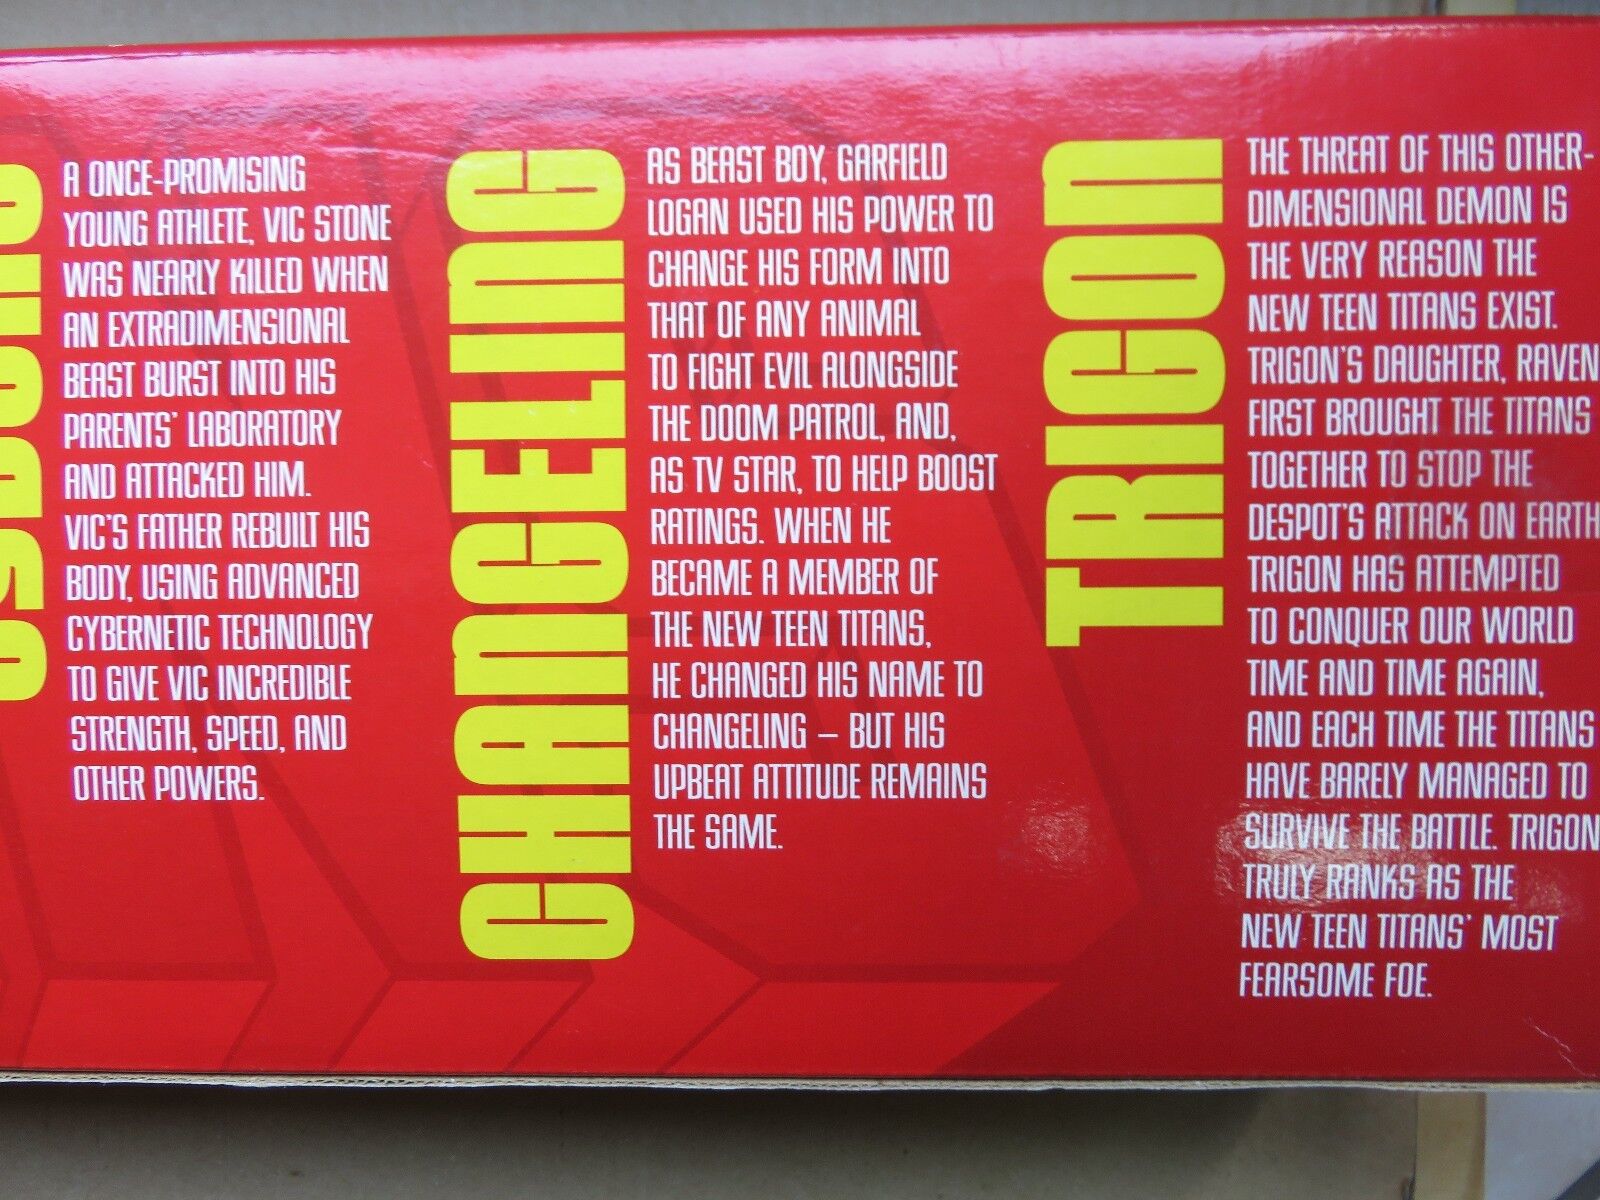 A ONCE-PROMISING
YOUNG ATHLETE, VIC STONE
WAS NEARLY KILLED WHEN
AN EXTRADIMENSIONAL
BEAST BURST INTO HIS
PARENTS' LABORATORY
AND ATTACKED HIM.
VIC'S FATHER REBUILT HIS
BODY, USING ADVANCED
CYBERNETIC TECHNOLOGY
TO GIVE VIC INCREDIBLE
STRENGTH, SPEED, AND
OTHER POWERS.
CHANGELING
AS BEAST BOY, GARFIELD
LOGAN USED HIS POWER TO
CHANGE HIS FORM INTO
THAT OF ANY ANIMAL
TO FIGHT EVIL ALONGSIDE
THE DOOM PATROL, AND,
AS TV STAR, TO HELP BOOST
RATINGS. WHEN HE
BECAME A MEMBER OF
THE NEW TEEN TITANS,
HE CHANGED HIS NAME TO
CHANGELING – BUT HIS
UPBEAT ATTITUDE REMAINS
THE SAME.
TRIGON
THE THREAT OF THIS OTHER-
DIMENSIONAL DEMON IS
THE VERY REASON THE
NEW TEEN TITANS EXIST.
TRIGON'S DAUGHTER, RAVEN
FIRST BROUGHT THE TITANS
TOGETHER TO STOP THE
DESPOT'S ATTACK ON EARTH
TRIGON HAS ATTEMPTED
TO CONQUER OUR WORLD
TIME AND TIME AGAIN,
AND EACH TIME THE TITANS
HAVE BARELY MANAGED TO
SURVIVE THE BATTLE. TRIGON
TRULY RANKS AS THE
NEW TEEN TITANS' MOST
FEARSOME FOE.